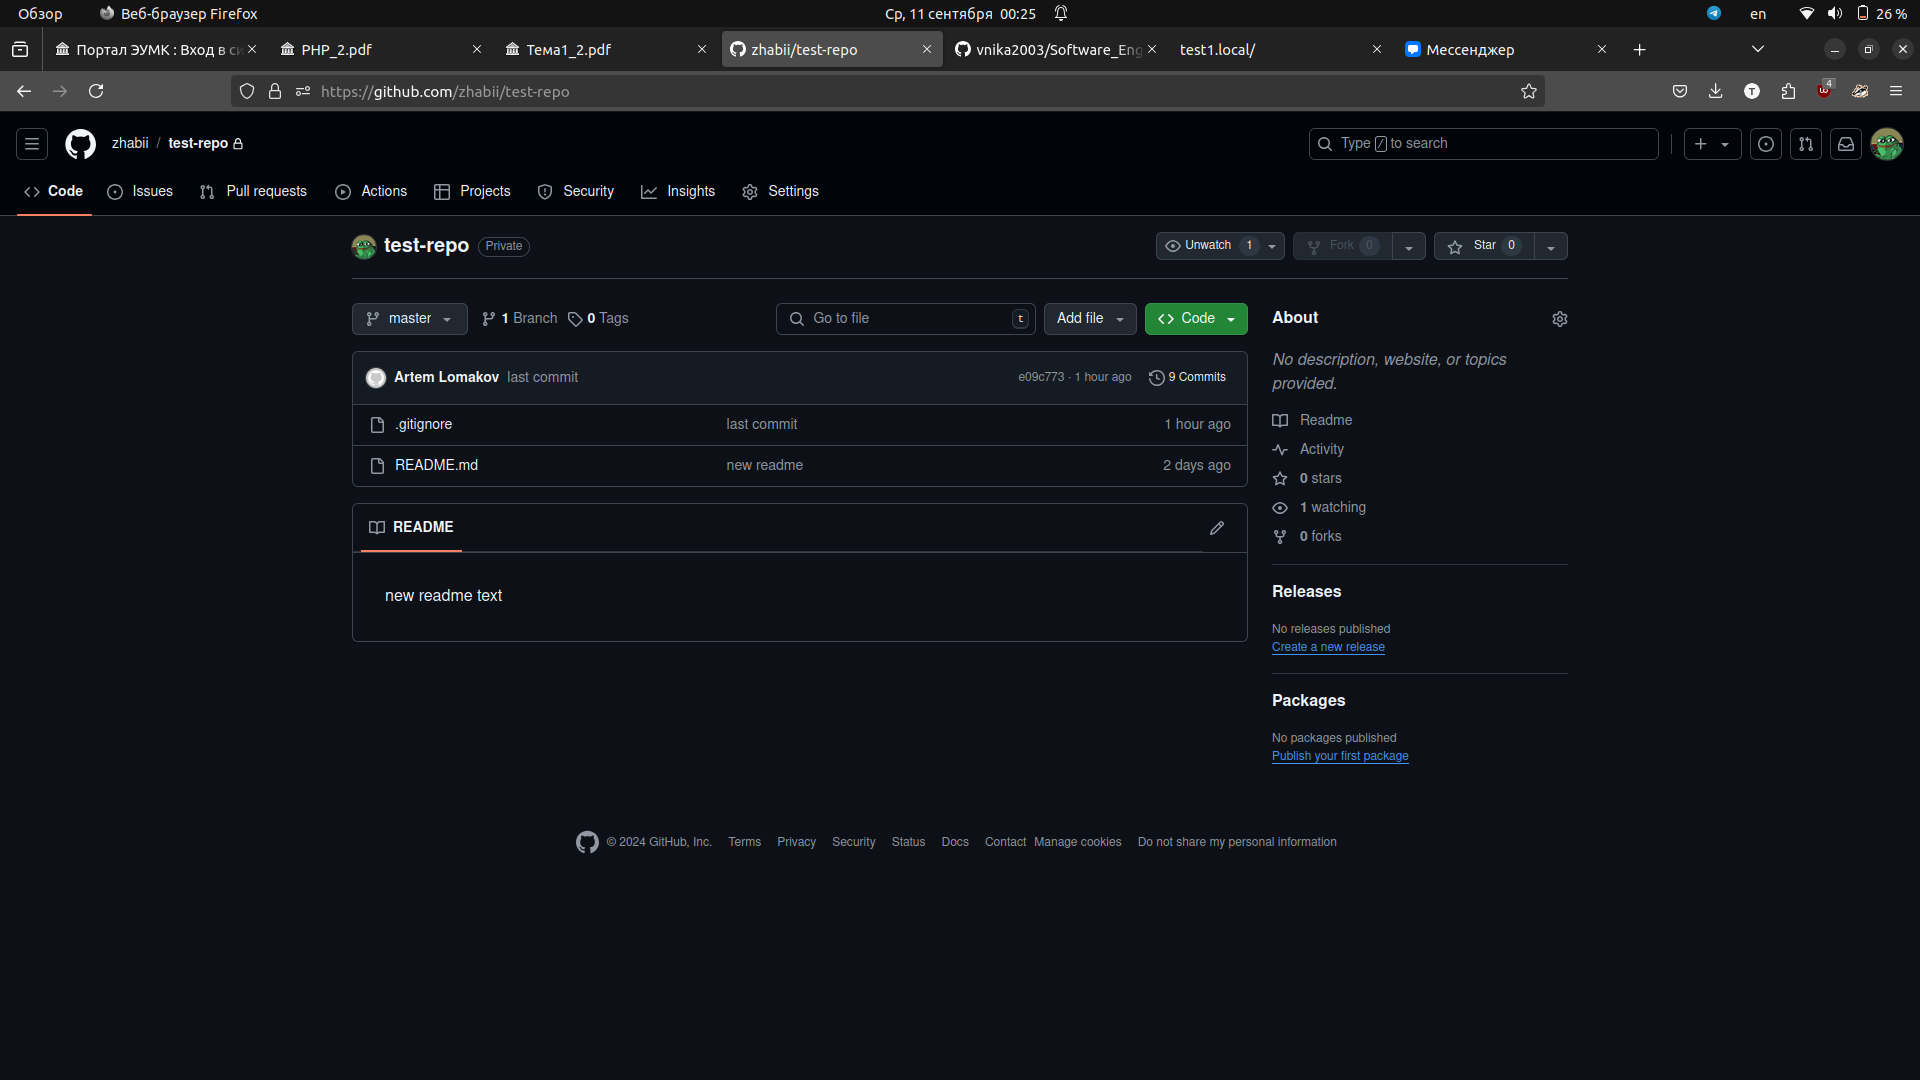 Обзор Веб-браузер Firefox Ср, 11 сентября 00:25 en 26 %
Портал ЭУМК : Вход в си PHP_2.pdf Тема1_2.pdf zhabii/test-repo vnika2003/Software_Eng test1.local/ Мессенджер
https://github.com/zhabii/test-repo 4
zhabii / test-repo Type / to search
Code Issues Pull requests Actions Projects Security Insights Settings
test-repo Private Unwatch 1 Fork 0 Star 0
master 1 Branch 0 Tags Go to file t Add file Code
Artem Lomakov last commit e09c773 · 1 hour ago 9 Commits
.gitignore last commit 1 hour ago
README.md new readme 2 days ago
README
new readme text
About
No description, website, or topics
provided.
Readme
Activity
0 stars
1 watching
0 forks
Releases
No releases published
Create a new release
Packages
No packages published
Publish your first package
© 2024 GitHub, Inc. Terms Privacy Security Status Docs Contact Manage cookies Do not share my personal information